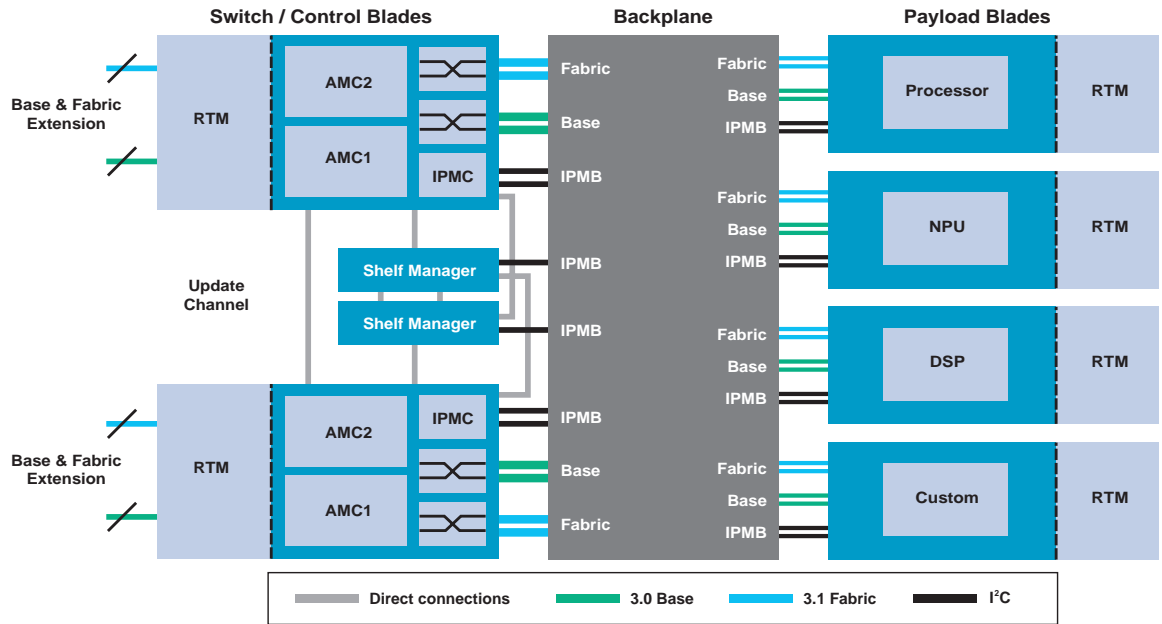 Switch / Control Blades
Backplane
Payload Blades
Base & Fabric
Extension
RTM
AMC2
AMC1
IPMC
Fabric
Base
IPMB
Update
Channel
Shelf Manager
Shelf Manager
IPMB
IPMB
Base & Fabric
Extension
RTM
AMC2
AMC1
IPMC
IPMB
Base
Fabric
Fabric
Base
IPMB
Processor
RTM
Fabric
Base
IPMB
NPU
RTM
Fabric
Base
IPMB
DSP
RTM
Fabric
Base
IPMB
Custom
RTM
Direct connections
3.0 Base
3.1 Fabric
I²C